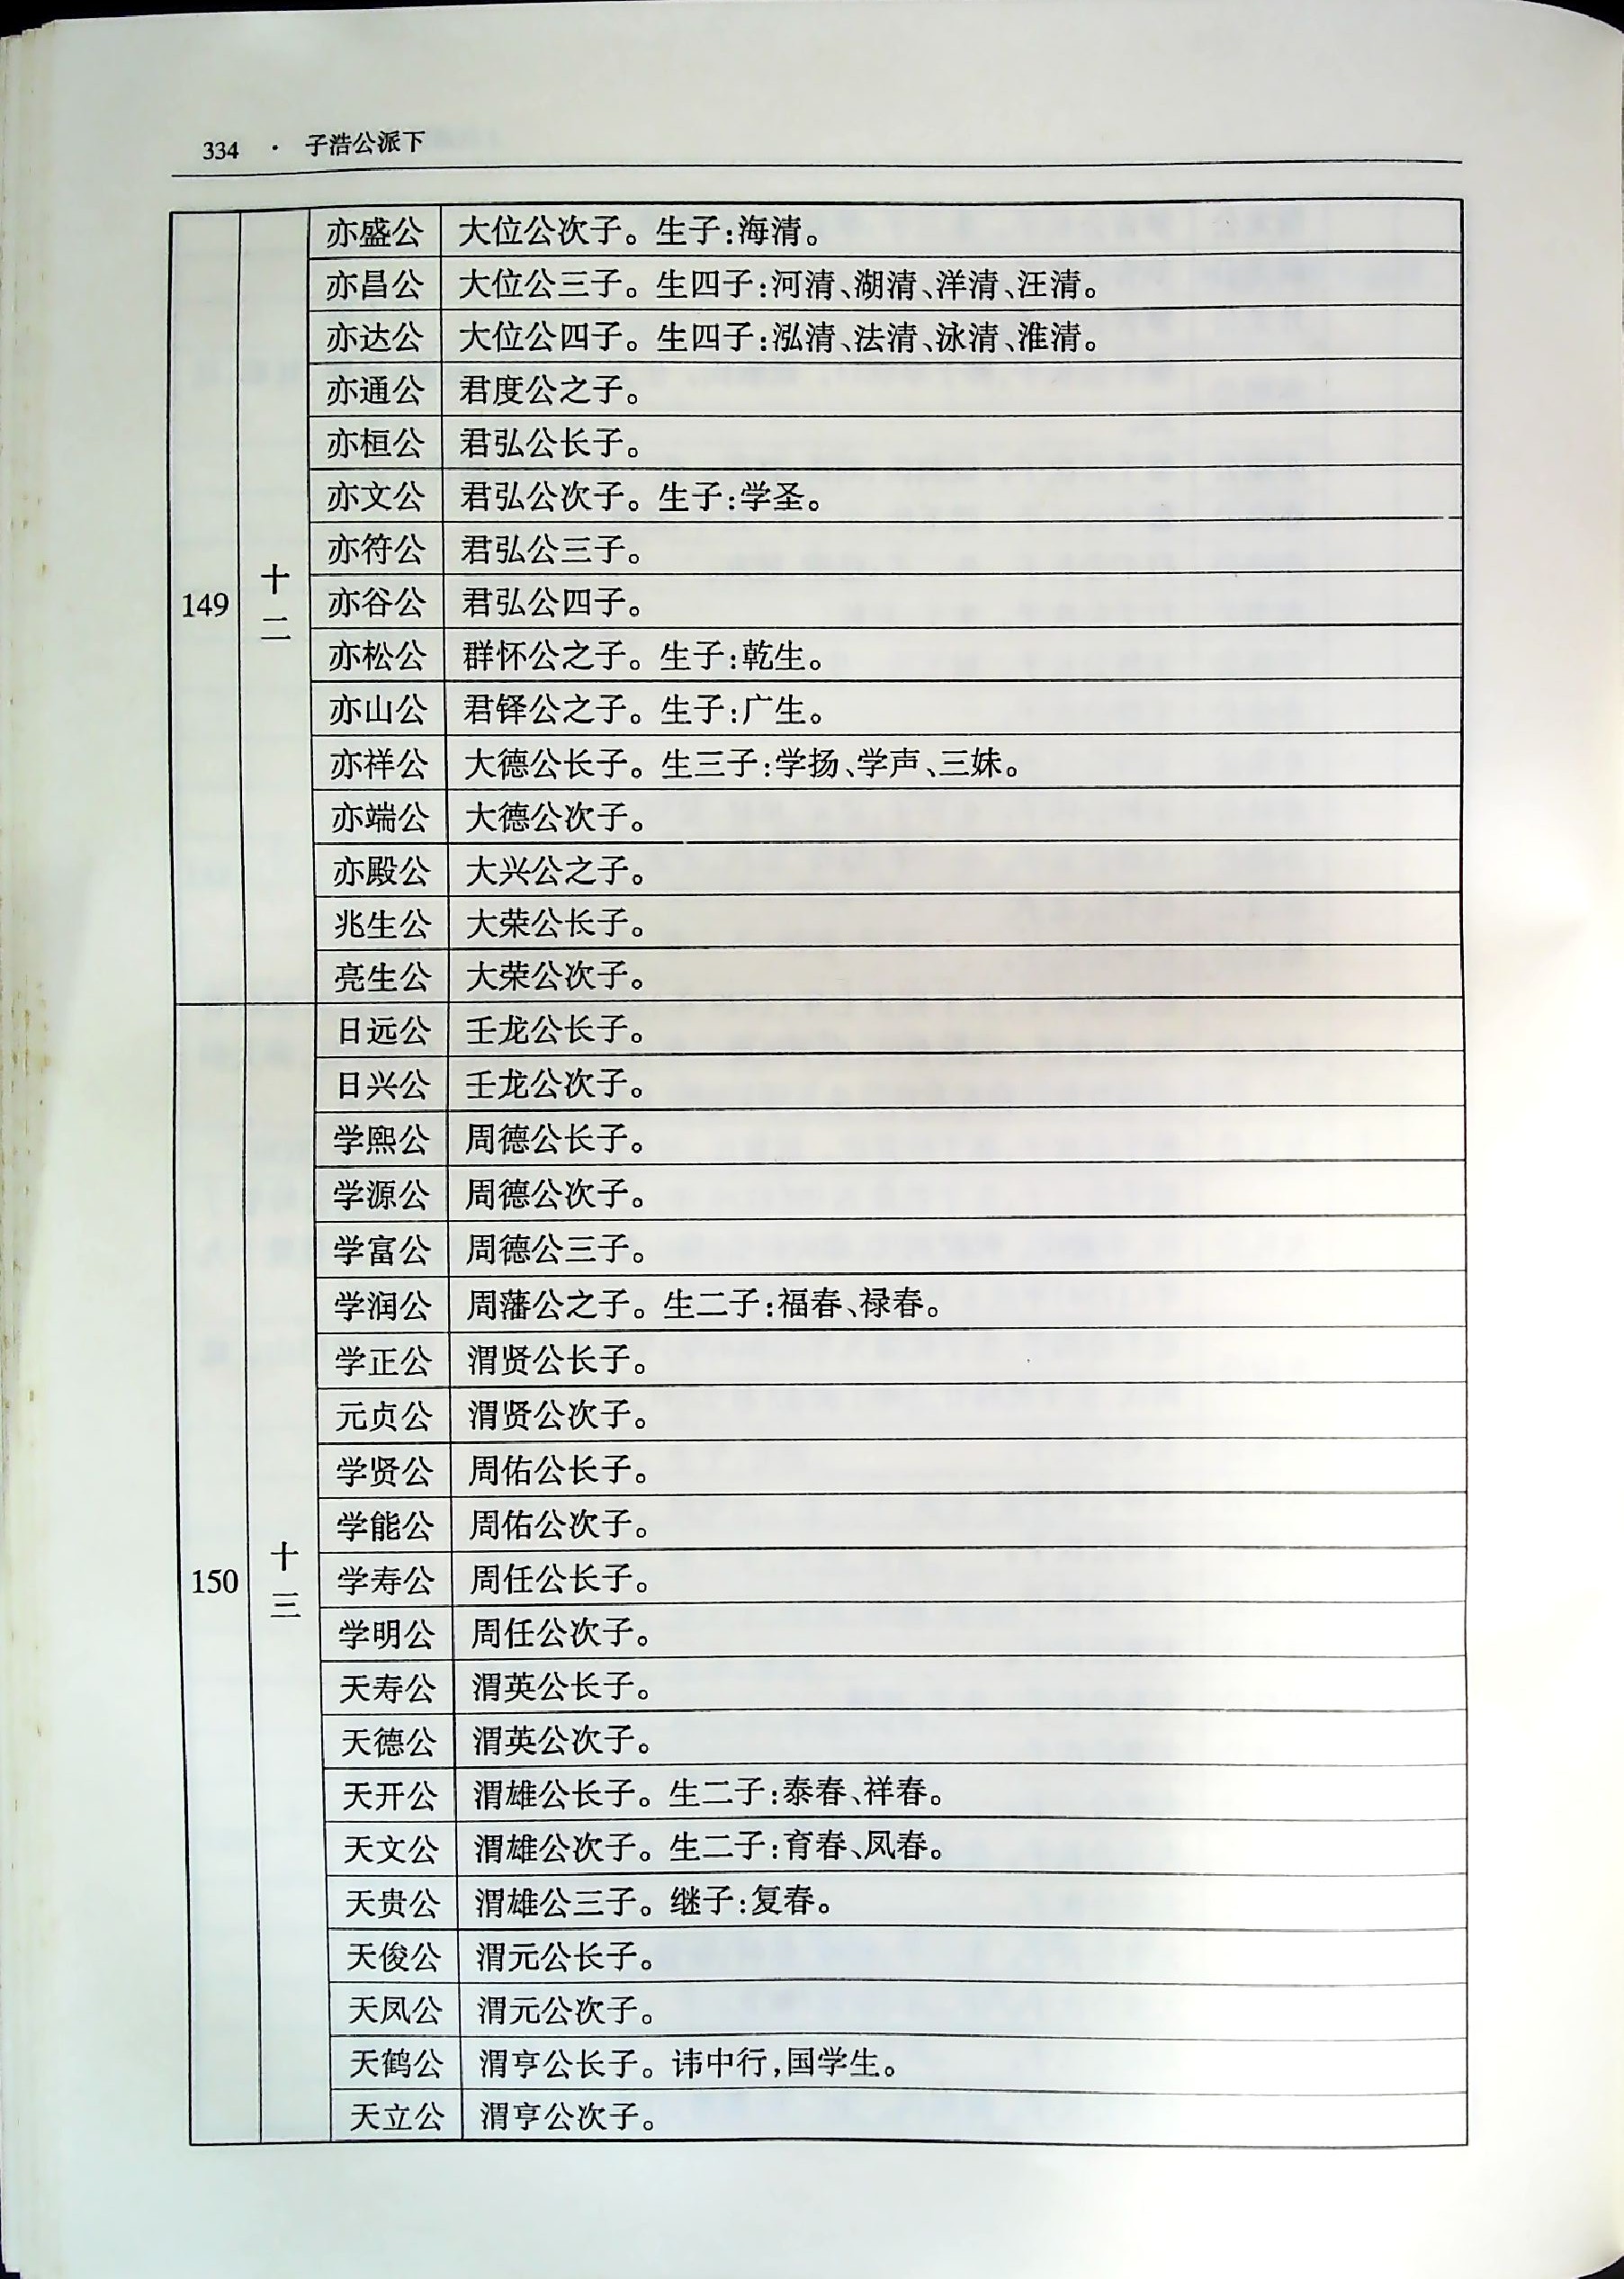 334 · 子浩公派下
149
十二
亦盛公 大位公次子。生子:海清。
亦昌公 大位公三子。生四子:河清、湖清、洋清、汪清。
亦达公 大位公四子。生四子:泓清、法清、泳清、淮清。
亦通公 君度公之子。
亦桓公 君弘公长子。
亦文公 君弘公次子。生子:学圣。
亦符公 君弘公三子。
亦谷公 君弘公四子。
亦松公 群怀公之子。生子:乾生。
亦山公 君铎公之子。生子:广生。
亦祥公 大德公长子。生三子:学扬、学声、三妹。
亦端公 大德公次子。
亦殿公 大兴公之子。
兆生公 大荣公长子。
亮生公 大荣公次子。
150
十三
日远公 壬龙公长子。
日兴公 壬龙公次子。
学熙公 周德公长子。
学源公 周德公次子。
学富公 周德公三子。
学润公 周藩公之子。生二子:福春、禄春。
学正公 渭贤公长子。
元贞公 渭贤公次子。
学贤公 周佑公长子。
学能公 周佑公次子。
学寿公 周任公长子。
学明公 周任公次子。
天寿公 渭英公长子。
天德公 渭英公次子。
天开公 渭雄公长子。生二子:泰春、祥春。
天文公 渭雄公次子。生二子:育春、凤春。
天贵公 渭雄公三子。继子:复春。
天俊公 渭元公长子。
天凤公 渭元公次子。
天鹤公 渭亨公长子。讳中行,国学生。
天立公 渭亨公次子。